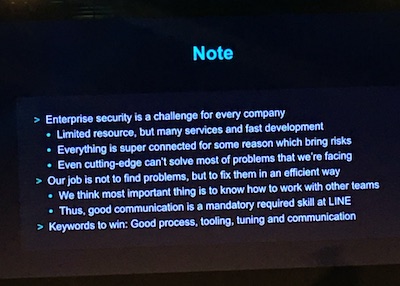 Note
> Enterprise security is a challenge for every company
• Limited resource, but many services and fast development
• Everything is super connected for some reason which bring risks
• Even cutting-edge can't solve most of problems that we're facing
> Our job is not to find problems, but to fix them in an efficient way
• We think most important thing is to know how to work with other teams
• Thus, good communication is a mandatory required skill at LINE
> Keywords to win: Good process, tooling, tuning and communication